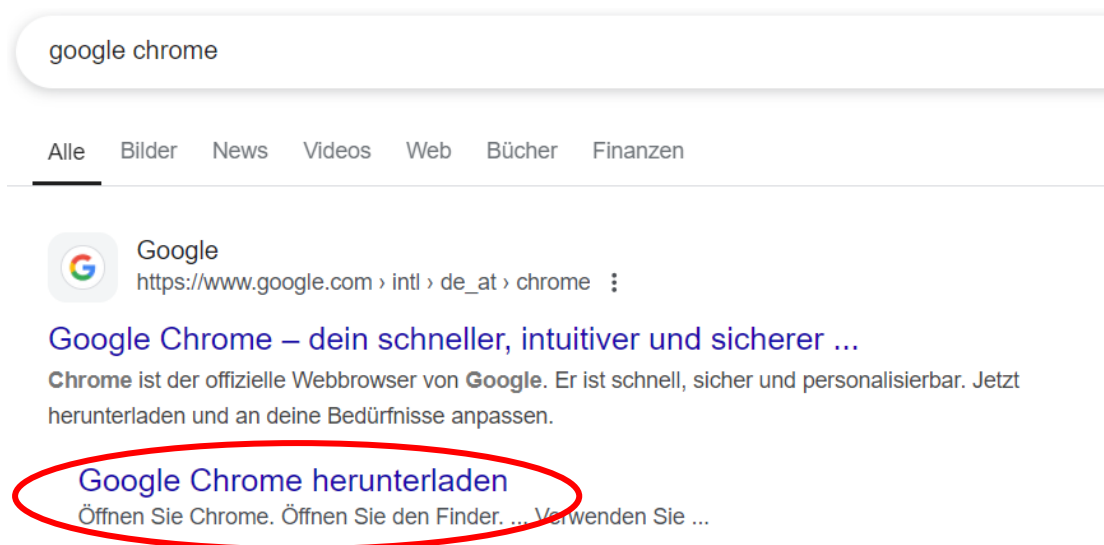 google chrome
Alle Bilder News Videos Web Bücher Finanzen
Google
https://www.google.com › intl › de_at › chrome
Google Chrome – dein schneller, intuitiver und sicherer ...
Chrome ist der offizielle Webbrowser von Google. Er ist schnell, sicher und personalisierbar. Jetzt
herunterladen und an deine Bedürfnisse anpassen.
Google Chrome herunterladen
Öffnen Sie Chrome. Öffnen Sie den Finder. ... Verwenden Sie ...